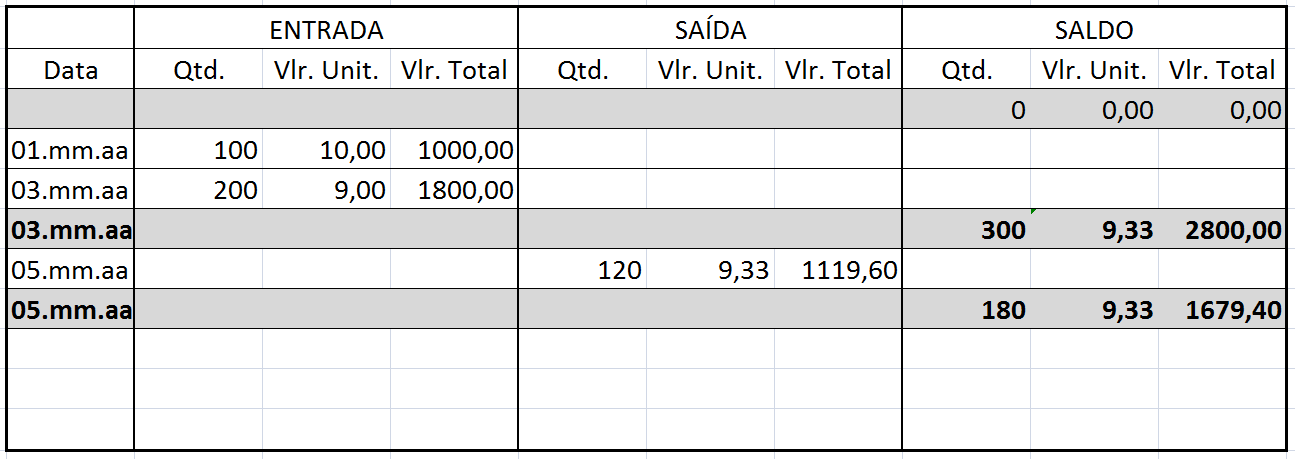 ENTRADA SAÍDA SALDO
Data Qtd. Vlr. Unit. Vlr. Total Qtd. Vlr. Unit. Vlr. Total Qtd. Vlr. Unit. Vlr. Total
0 0,00 0,00
01.mm.aa 100 10,00 1000,00
03.mm.aa 200 9,00 1800,00
03.mm.aa 300 9,33 2800,00
05.mm.aa 120 9,33 1119,60
05.mm.aa 180 9,33 1679,40